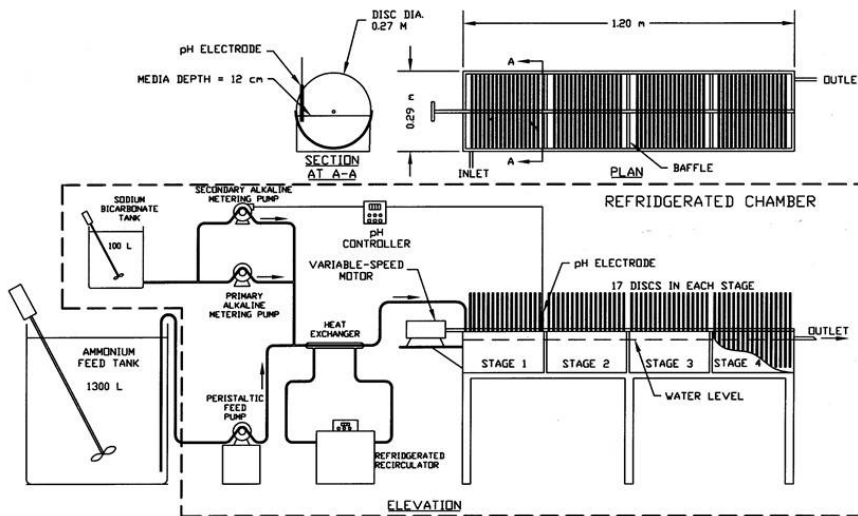 DISC DIA.
0.27 M
pH ELECTRODE
MEDIA DEPTH = 12 cm
SECTION
AT A-A
1.20 m
A
0.29 m
A
INLET
OUTLET
BAFFLE
PLAN
REFRIDGERATED CHAMBER
SECONDARY ALKALINE
METERING PUMP
SODIUM
BICARBONATE
TANK
100 L
pH
CONTROLLER
PRIMARY ALKALINE
METERING PUMP
VARIABLE-SPEED
MOTOR
pH ELECTRODE
17 DISCS IN EACH STAGE
HEAT
EXCHANGER
OUTLET
STAGE 1
STAGE 2
STAGE 3
STAGE 4
WATER LEVEL
AMMONIUM
FEED TANK
1300 L
PERISTALTIC
FEED
PUMP
REFRIDGERATED
RECIRCULATOR
ELEVATION